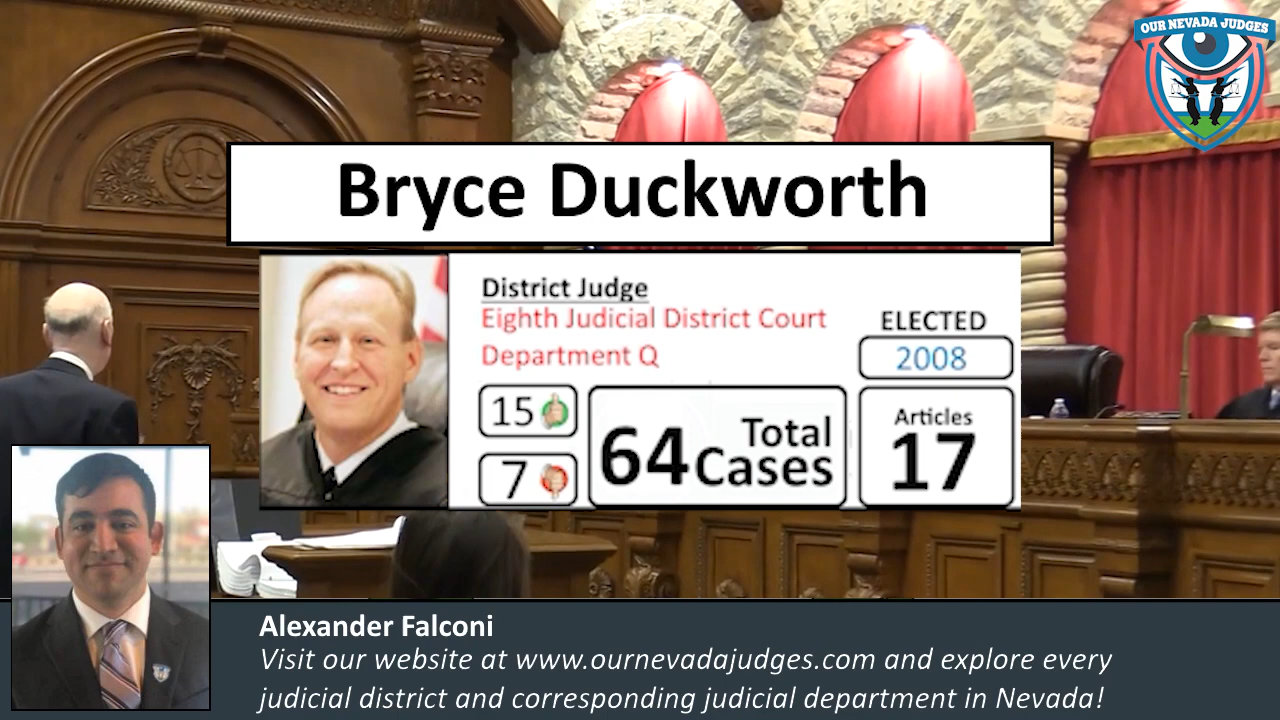 OUR NEVADA JUDGES
Bryce Duckworth
District Judge
Eighth Judicial District Court
Department Q
ELECTED
2008
15
7
64 Total Cases
Articles
17
Alexander Falconi
Visit our website at www.ournevadajudges.com and explore every
judicial district and corresponding judicial department in Nevada!